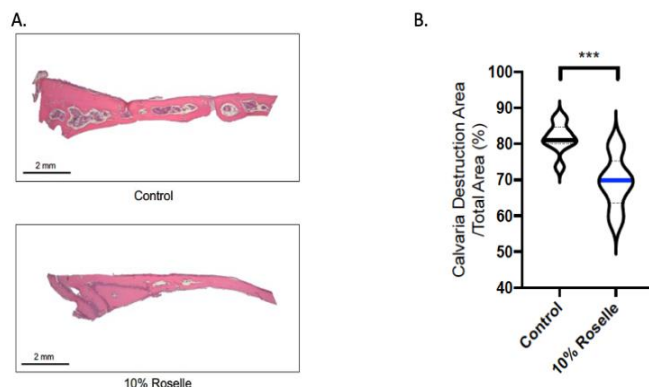 A.
2 mm
Control
2 mm
10% Roselle
B.
***
Calvaria Destruction Area
/Total Area (%)
100
90
80
70
60
50
40
Control
10% Roselle